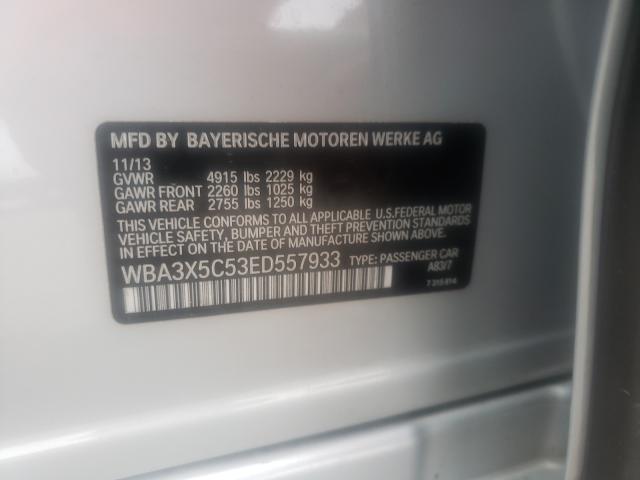 MFD BY BAYERISCHE MOTOREN WERKE AG
11/13
GVWR 4915 lbs 2229 kg
GAWR FRONT 2260 lbs 1025 kg
GAWR REAR 2755 lbs 1250 kg
THIS VEHICLE CONFORMS TO ALL APPLICABLE U.S.FEDERAL MOTOR
VEHICLE SAFETY, BUMPER AND THEFT PREVENTION STANDARDS
IN EFFECT ON THE DATE OF MANUFACTURE SHOWN ABOVE.
WBA3X5C53ED557933 TYPE: PASSENGER CAR
A83/7